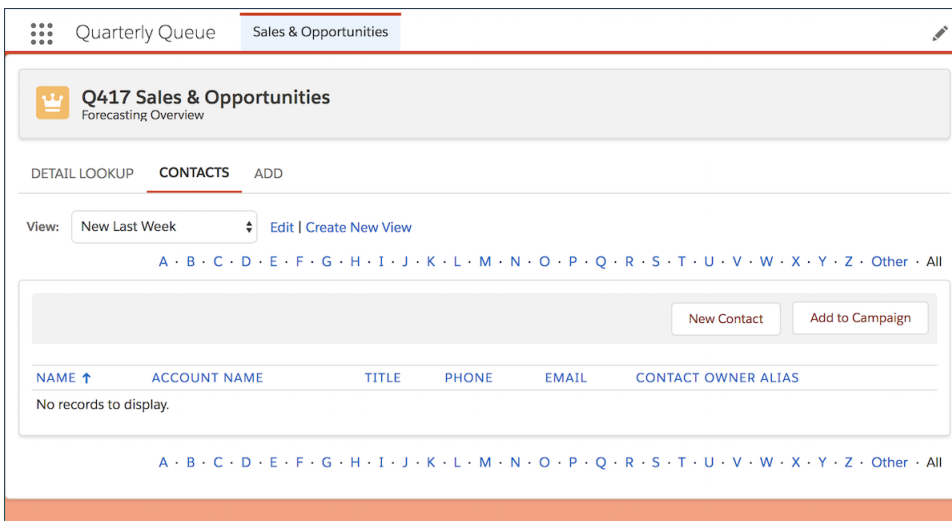 Quarterly Queue Sales & Opportunities
Q417 Sales & Opportunities
Forecasting Overview
DETAIL LOOKUP CONTACTS ADD
View: New Last Week Edit | Create New View
A · B · C · D · E · F · G · H · I · J · K · L · M · N · O · P · Q · R · S · T · U · V · W · X · Y · Z · Other · All
New Contact Add to Campaign
NAME ↑ ACCOUNT NAME TITLE PHONE EMAIL CONTACT OWNER ALIAS
No records to display.
A · B · C · D · E · F · G · H · I · J · K · L · M · N · O · P · Q · R · S · T · U · V · W · X · Y · Z · Other · All